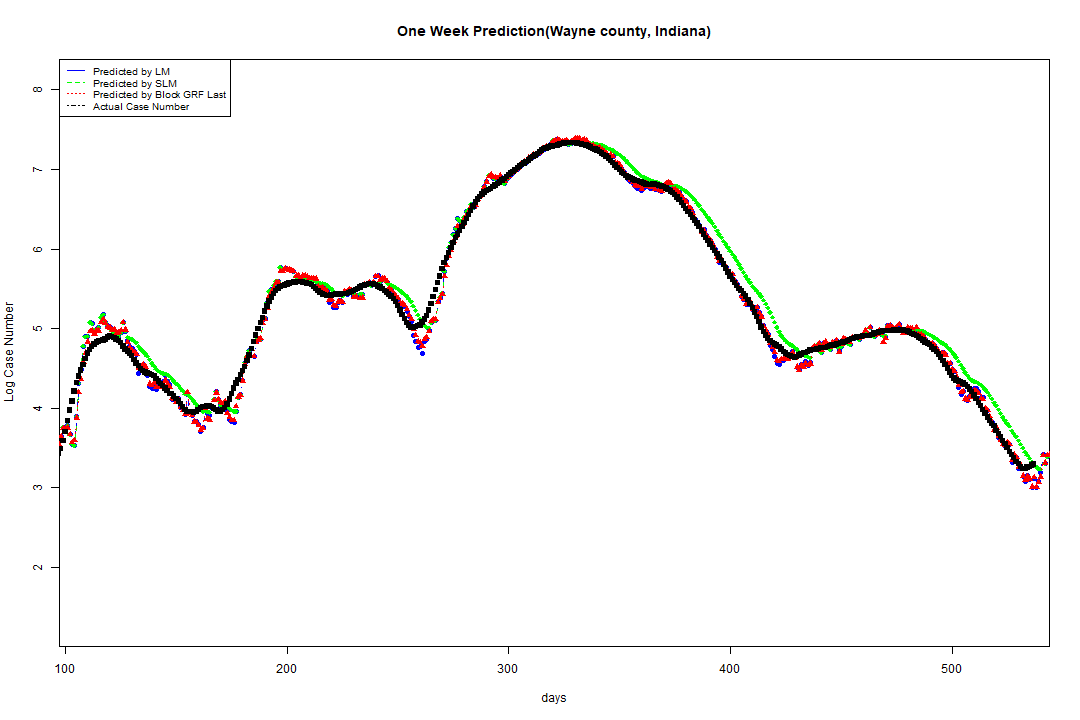 One Week Prediction(Wayne county, Indiana)
Predicted by LM
Predicted by SLM
Predicted by Block GRF Last
Actual Case Number
Log Case Number
8
7
6
5
4
3
2
100 200 300 400 500
days